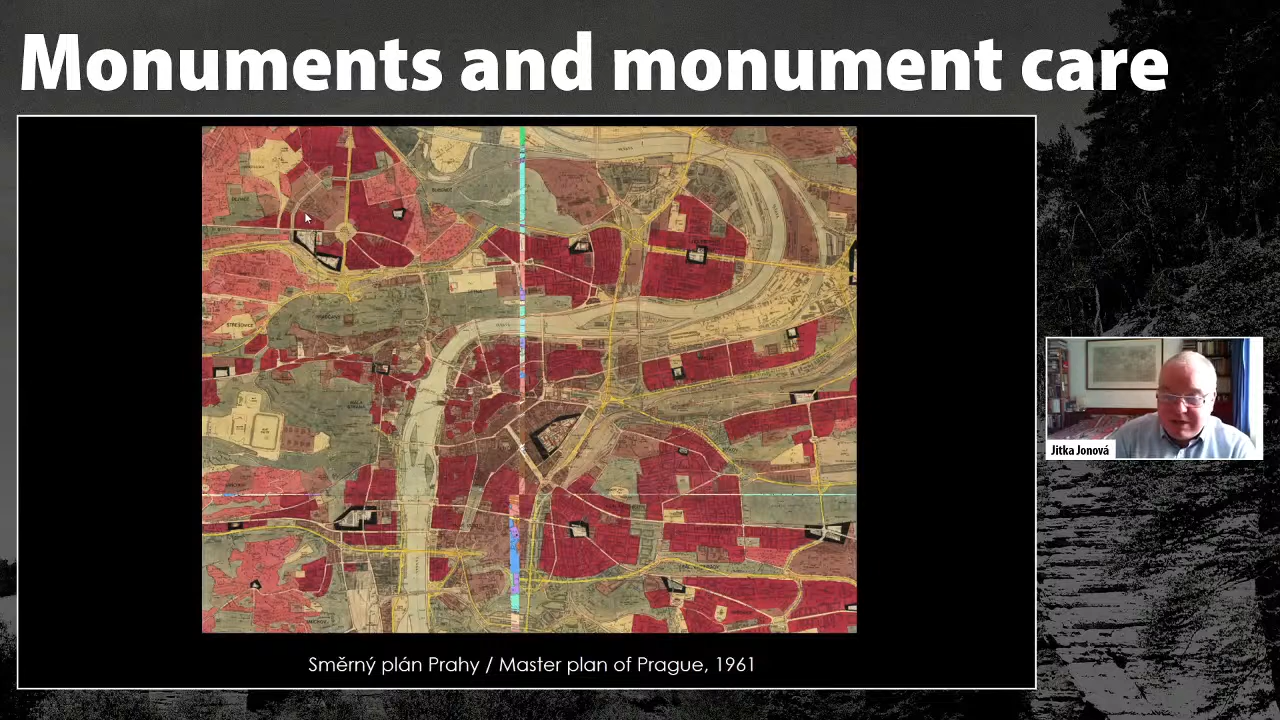 Monuments and monument care
Směrný plán Prahy / Master plan of Prague, 1961
Jitka Jonová